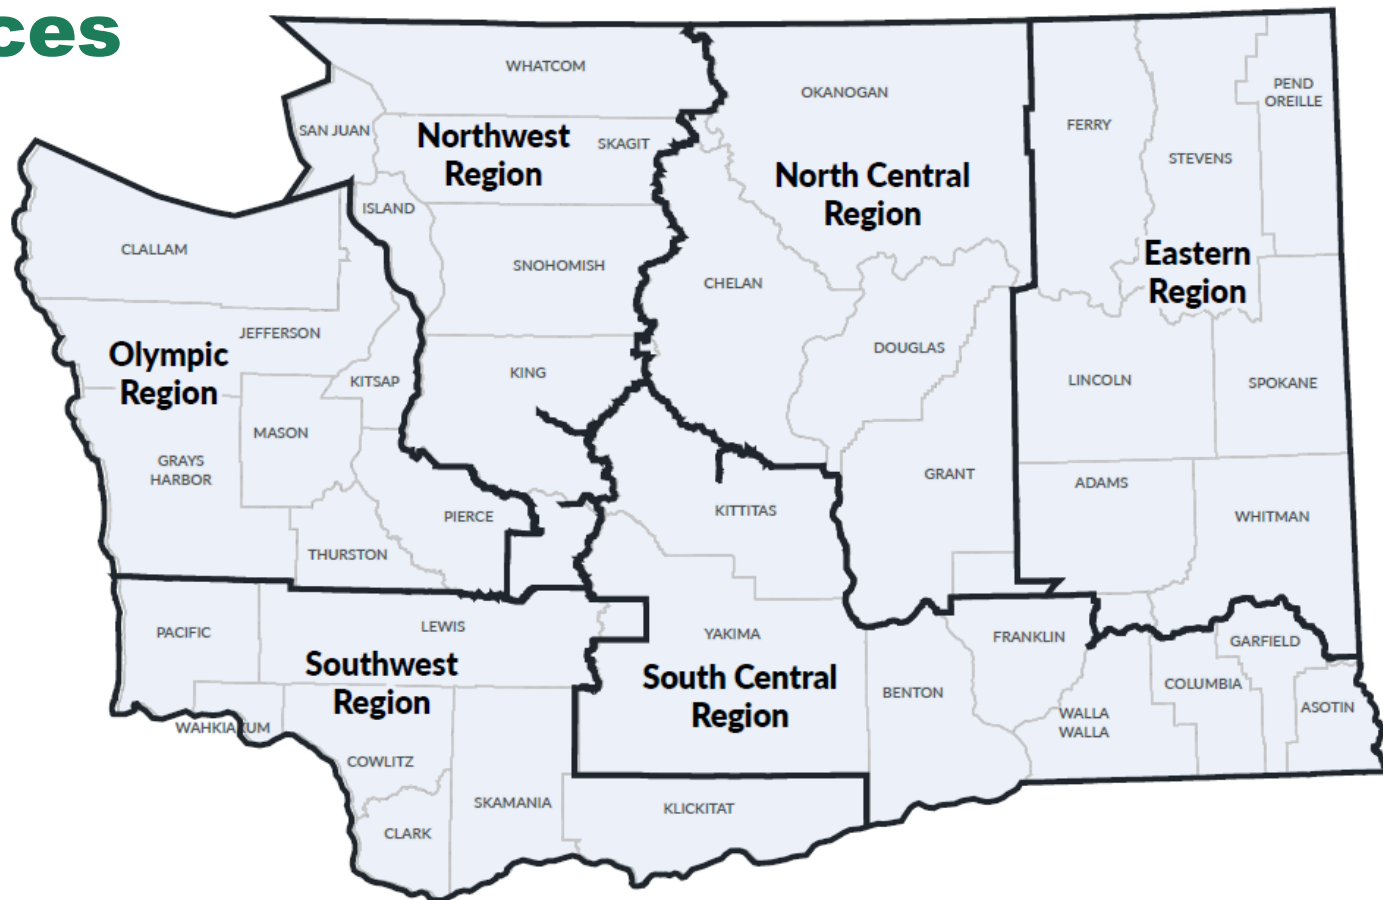 ces
WHATCOM
OKANOGAN
PEND
OREILLE
FERRY
SAN JUAN
Northwest
Region
SKAGIT
STEVENS
North Central
Region
ISLAND
CLALLAM
SNOHOMISH
CHELAN
Eastern
Region
JEFFERSON
Olympic
Region
DOUGLAS
KING
KITSAP
LINCOLN
SPOKANE
MASON
GRAYS
HARBOR
GRANT
ADAMS
PIERCE
KITTITAS
WHITMAN
THURSTON
PACIFIC
LEWIS
YAKIMA
FRANKLIN
GARFIELD
Southwest
Region
South Central
Region
BENTON
COLUMBIA
ASOTIN
WALLA
WALLA
WAHKIAKUM
COWLITZ
SKAMANIA
KLICKITAT
CLARK